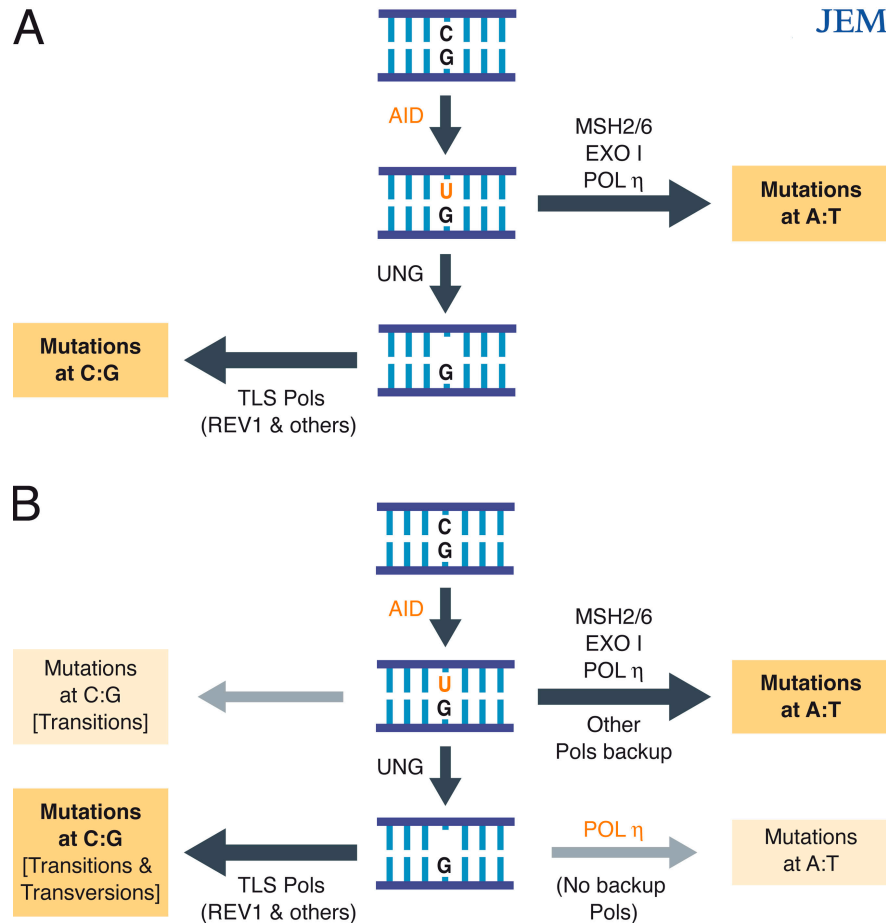 A
JEM
C
G
AID
MSH2/6
EXO I
POL η
U
G
Mutations
at A:T
UNG
Mutations
at C:G
G
TLS Pols
(REV1 & others)
B
C
G
AID
MSH2/6
EXO I
POL η
Mutations
at C:G
[Transitions]
U
G
Mutations
at A:T
Other
Pols backup
UNG
Mutations
at C:G
[Transitions &
Transversions]
G
POL η
Mutations
at A:T
TLS Pols
(REV1 & others)
(No backup
Pols)